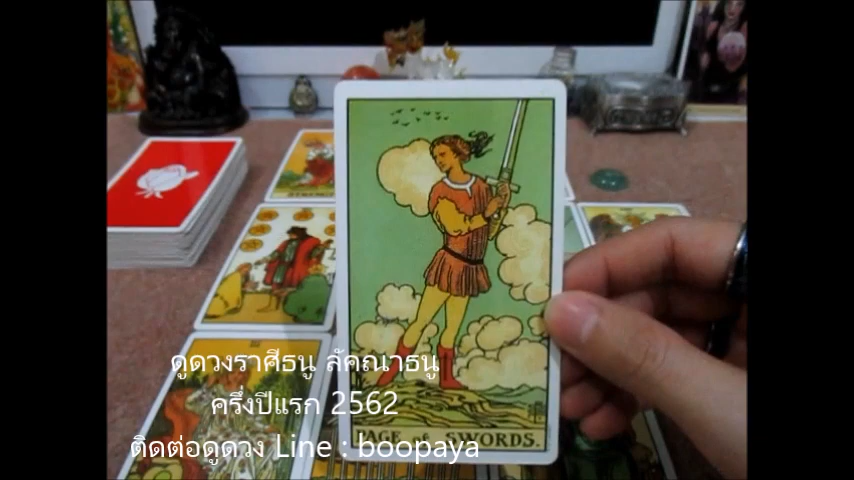 STRENGTH
PAGE of SWORDS.
ดูดวงราศีธนู ลัคณาธนู
ครึ่งปีแรก 2562
ติดต่อดูดวง Line : boopaya